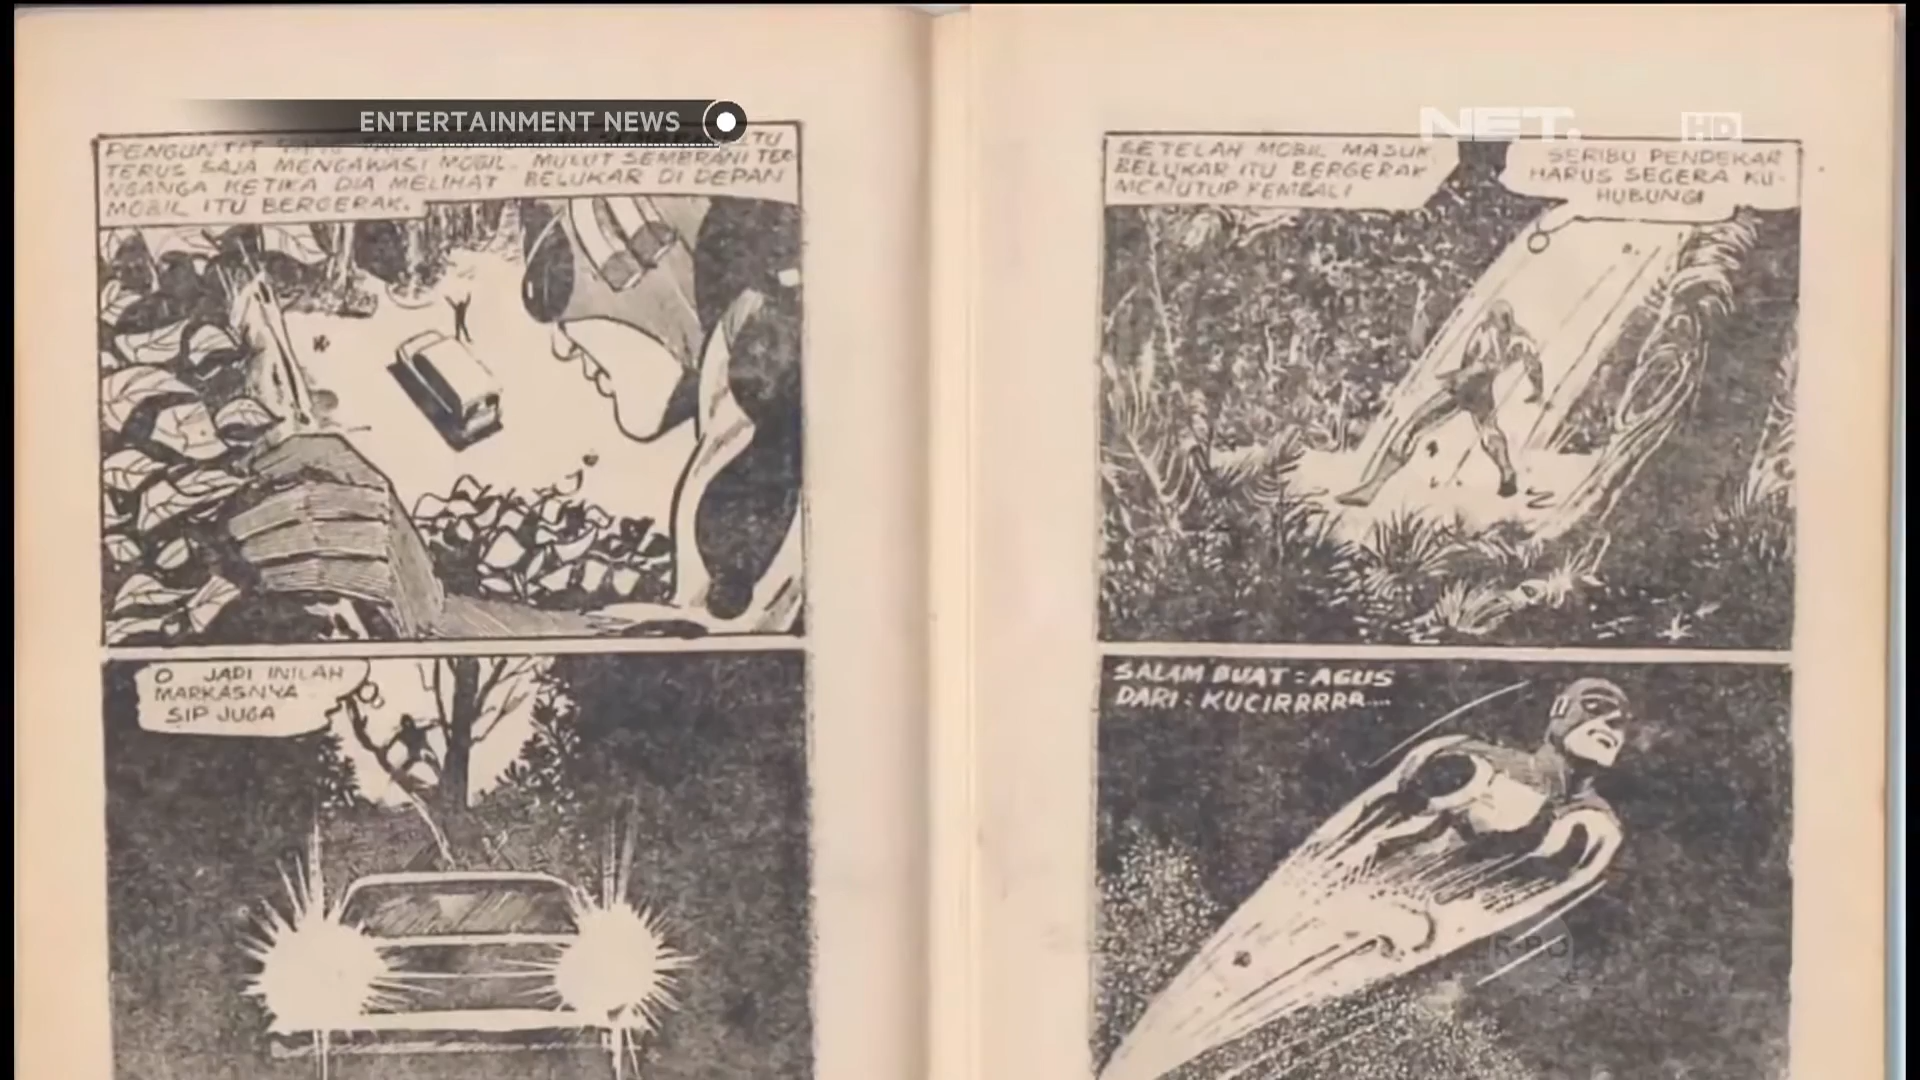 ENTERTAINMENT NEWS
NET.
HD
PENGUNTIT
ITU
TERUS SAJA MENGAWASI MOBIL. MULUT SEMBRANI TER
NGANGA KETIKA DIA MELIHAT BELUKAR DI DEPAN
MOBIL ITU BERGERAK.
O JADI INILAH
MARKASNYA
SIP JUGA
SETELAH MOBIL MASUK
BELUKAR ITU BERGERAK
MENUTUP KEMBALI
SERIBU PENDEKAR
HARUS SEGERA KU-
HUBUNGI
SALAM BUAT : AGUS
DARI : KUCIRRRRR...
R-BO